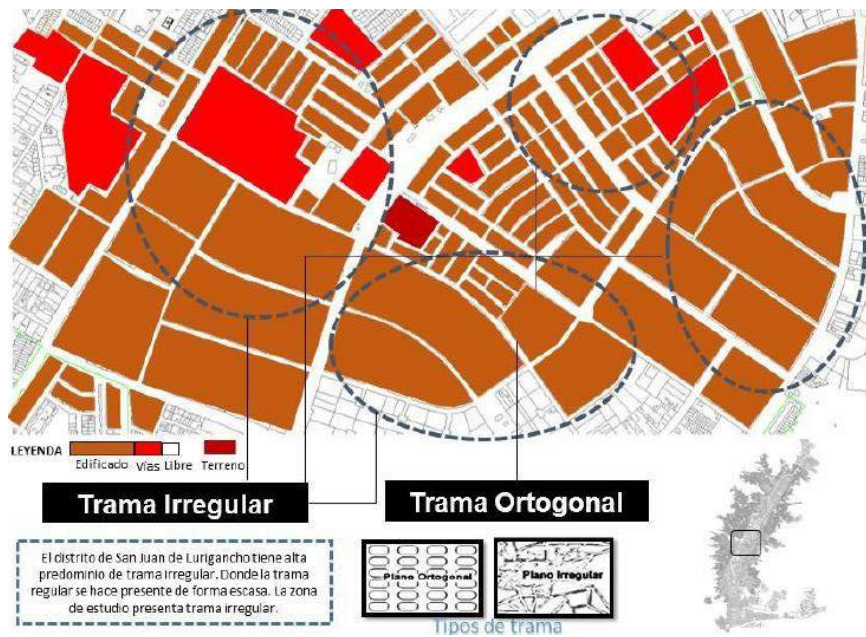 LEYENDA
Edificado Vías Libre Terreno
Trama Irregular
Trama Ortogonal
El distrito de San Juan de Lurigancho tiene alta
predominio de trama irregular. Donde la trama
regular se hace presente de forma escasa. La zona
de estudio presenta trama irregular.
Plano Ortogonal
Plano Irregular
Tipos de trama